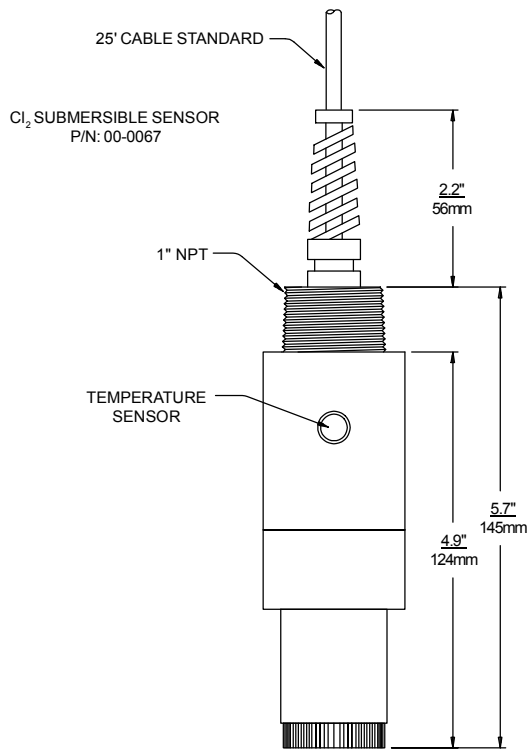 25' CABLE STANDARD
Cl₂ SUBMERSIBLE SENSOR
P/N: 00-0067
2.2"
56mm
1" NPT
TEMPERATURE
SENSOR
5.7"
145mm
4.9"
124mm